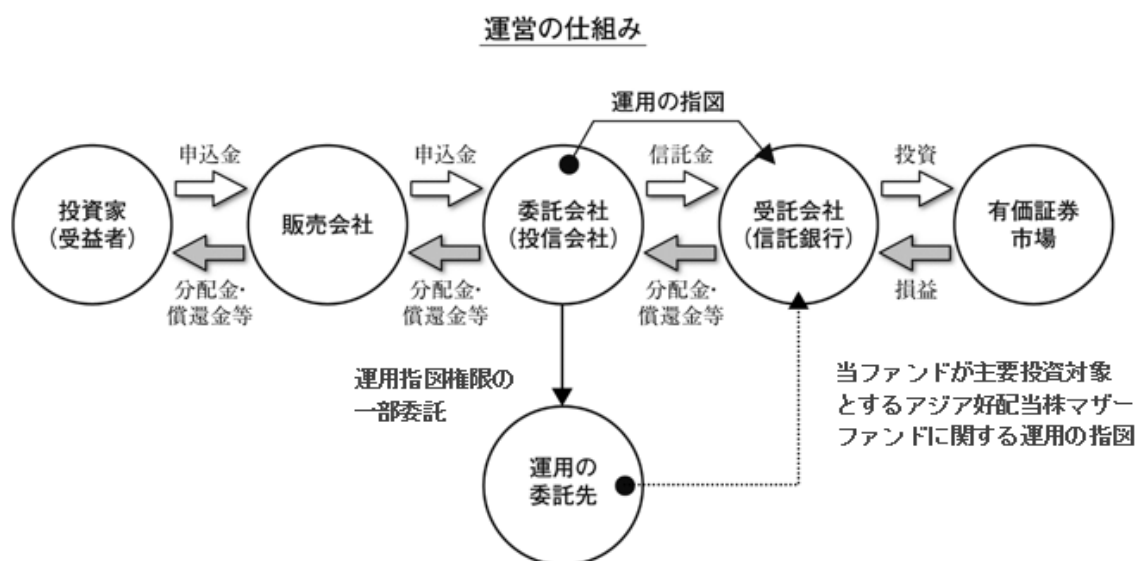 運営の仕組み
運用の指図
申込金
申込金
信託金
投資
投資家
(受益者)
販売会社
委託会社
(投信会社)
受託会社
(信託銀行)
有価証券
市場
分配金・
償還金等
分配金・
償還金等
分配金・
償還金等
損益
運用指図権限の
一部委託
当ファンドが主要投資対象
とするアジア好配当株マザー
ファンドに関する運用の指図
運用の
委託先